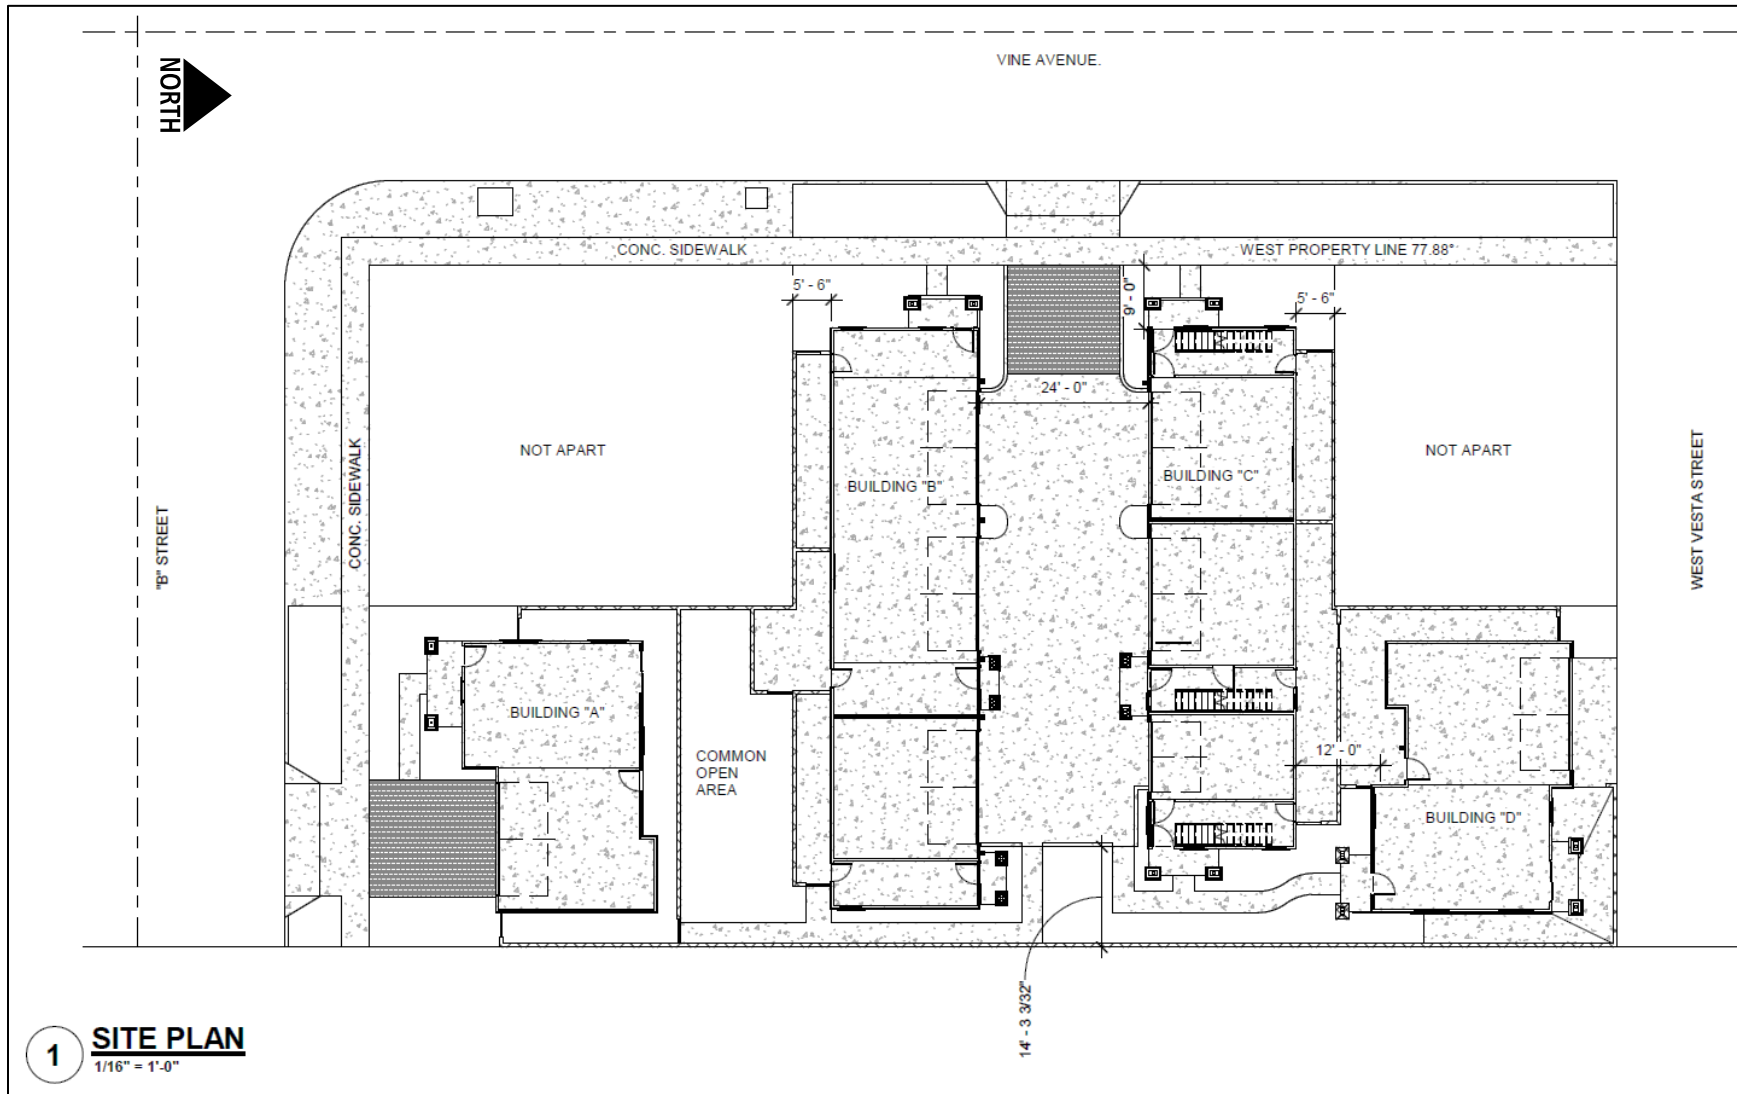 VINE AVENUE.
NORTH
CONC. SIDEWALK
WEST PROPERTY LINE 77.88°
5' - 6"
9' - 0"
5' - 6"
24' - 0"
NOT APART
CONC. SIDEWALK
BUILDING "B"
BUILDING "C"
NOT APART
"B" STREET
WEST VESTA STREET
BUILDING "A"
COMMON
OPEN
AREA
12' - 0"
BUILDING "D"
14' - 3 3/32"
1
SITE PLAN
1/16" = 1'-0"